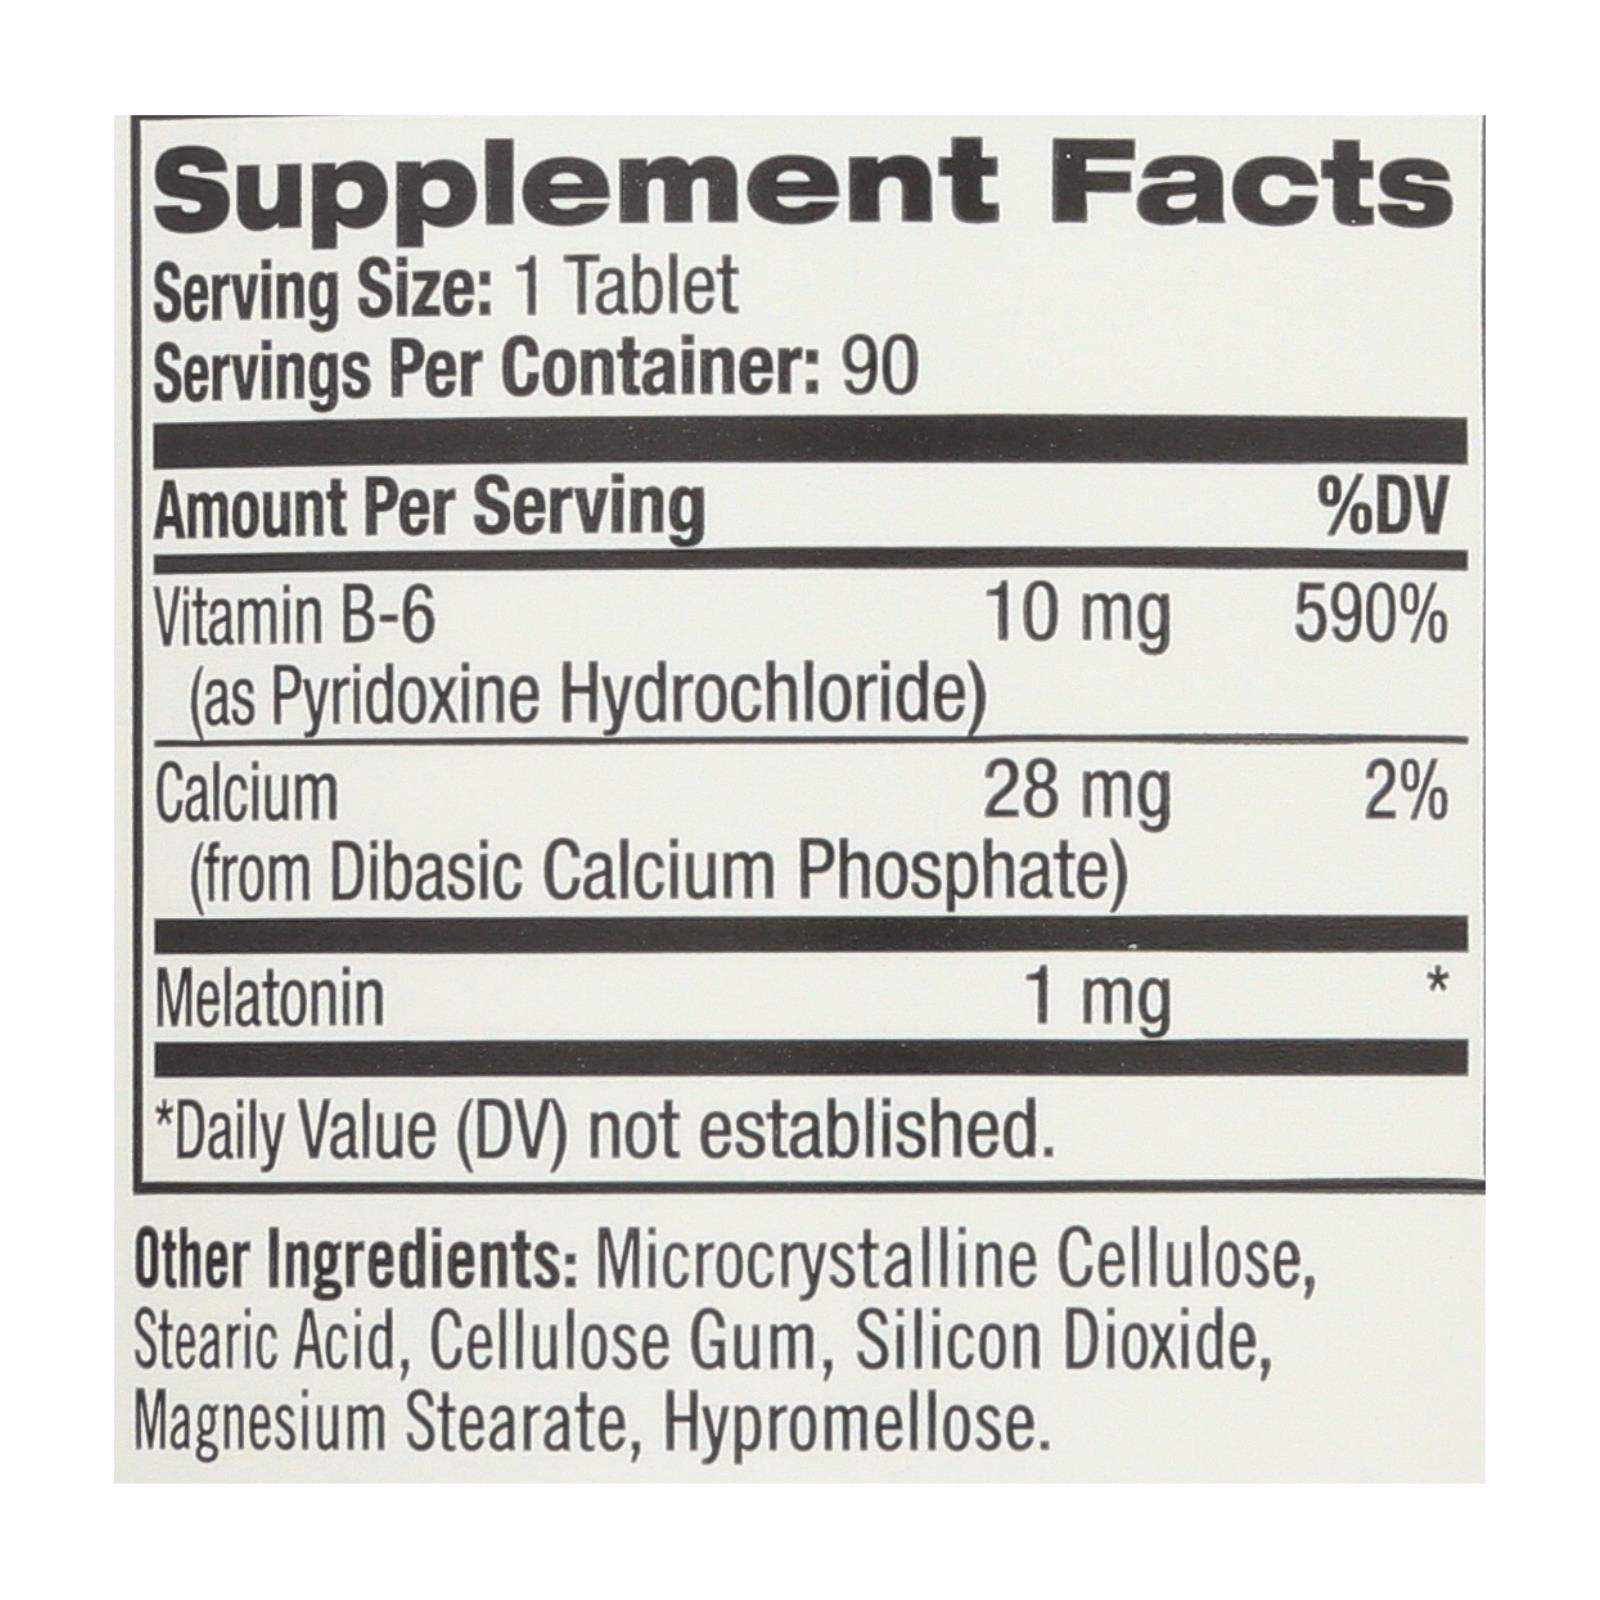 Supplement Facts
Serving Size: 1 Tablet
Servings Per Container: 90
Amount Per Serving %DV
Vitamin B-6 10 mg 590%
(as Pyridoxine Hydrochloride)
Calcium 28 mg 2%
(from Dibasic Calcium Phosphate)
Melatonin 1 mg *
*Daily Value (DV) not established.
Other Ingredients: Microcrystalline Cellulose,
Stearic Acid, Cellulose Gum, Silicon Dioxide,
Magnesium Stearate, Hypromellose.